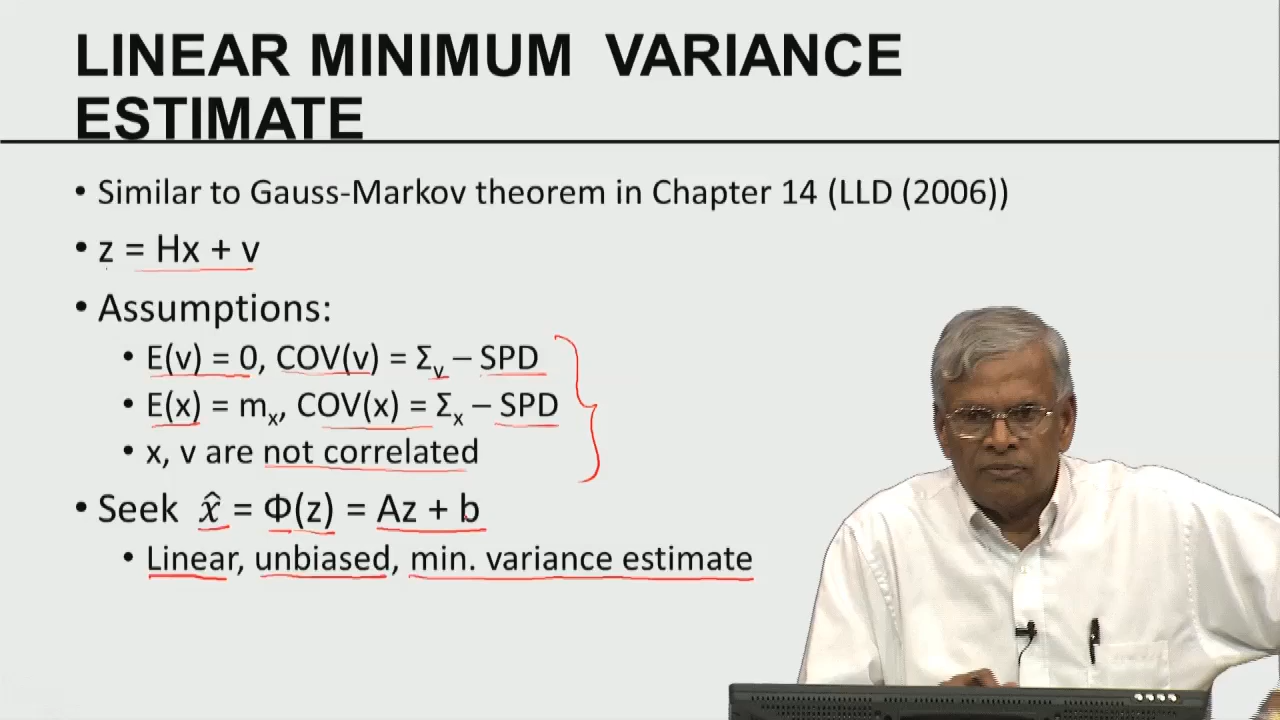 LINEAR MINIMUM VARIANCE
ESTIMATE
• Similar to Gauss-Markov theorem in Chapter 14 (LLD (2006))
• z = Hx + v
• Assumptions:
• E(v) = 0, COV(v) = Σᵥ – SPD
• E(x) = mₓ, COV(x) = Σₓ – SPD
• x, v are not correlated
• Seek x̂ = Φ(z) = Az + b
• Linear, unbiased, min. variance estimate